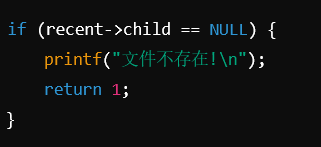 if (recent->child == NULL) {
    printf("文件不存在!\n");
    return 1;
}